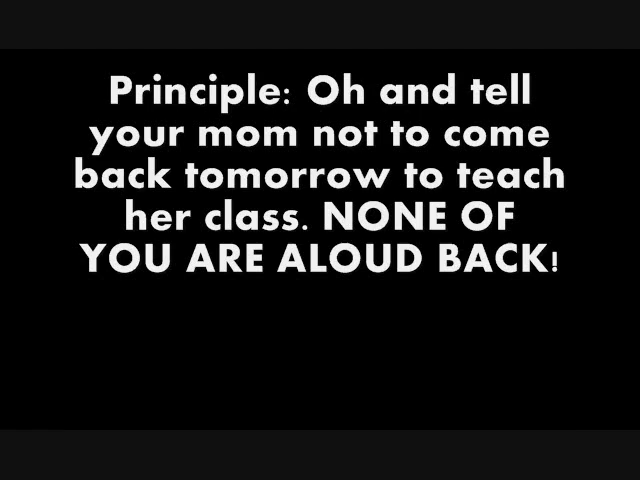 Principle: Oh and tell
your mom not to come
back tomorrow to teach
her class. NONE OF
YOU ARE ALOUD BACK!